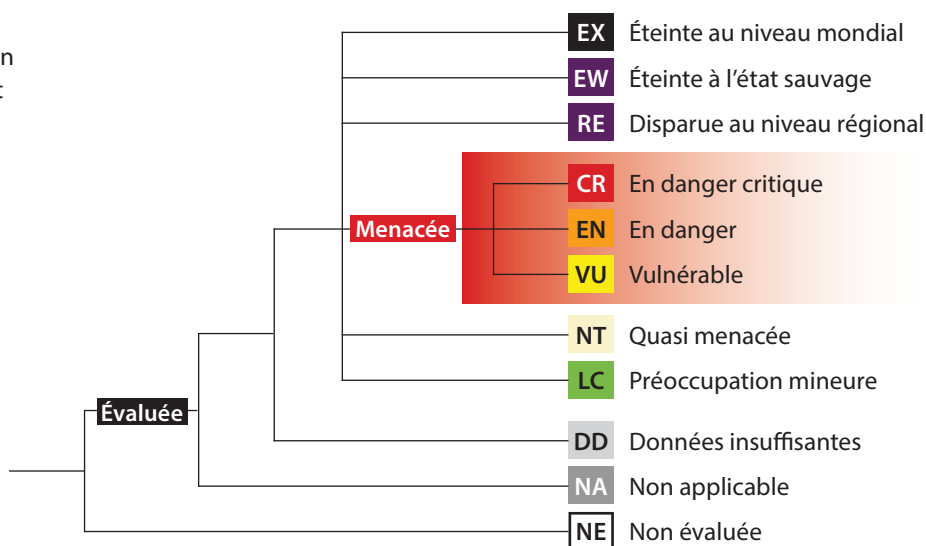 EX Éteinte au niveau mondial
n
EW Éteinte à l'état sauvage
t
RE Disparue au niveau régional
CR En danger critique
Menacée
EN En danger
VU Vulnérable
NT Quasi menacée
LC Préoccupation mineure
Évaluée
DD Données insuffisantes
NA Non applicable
NE Non évaluée